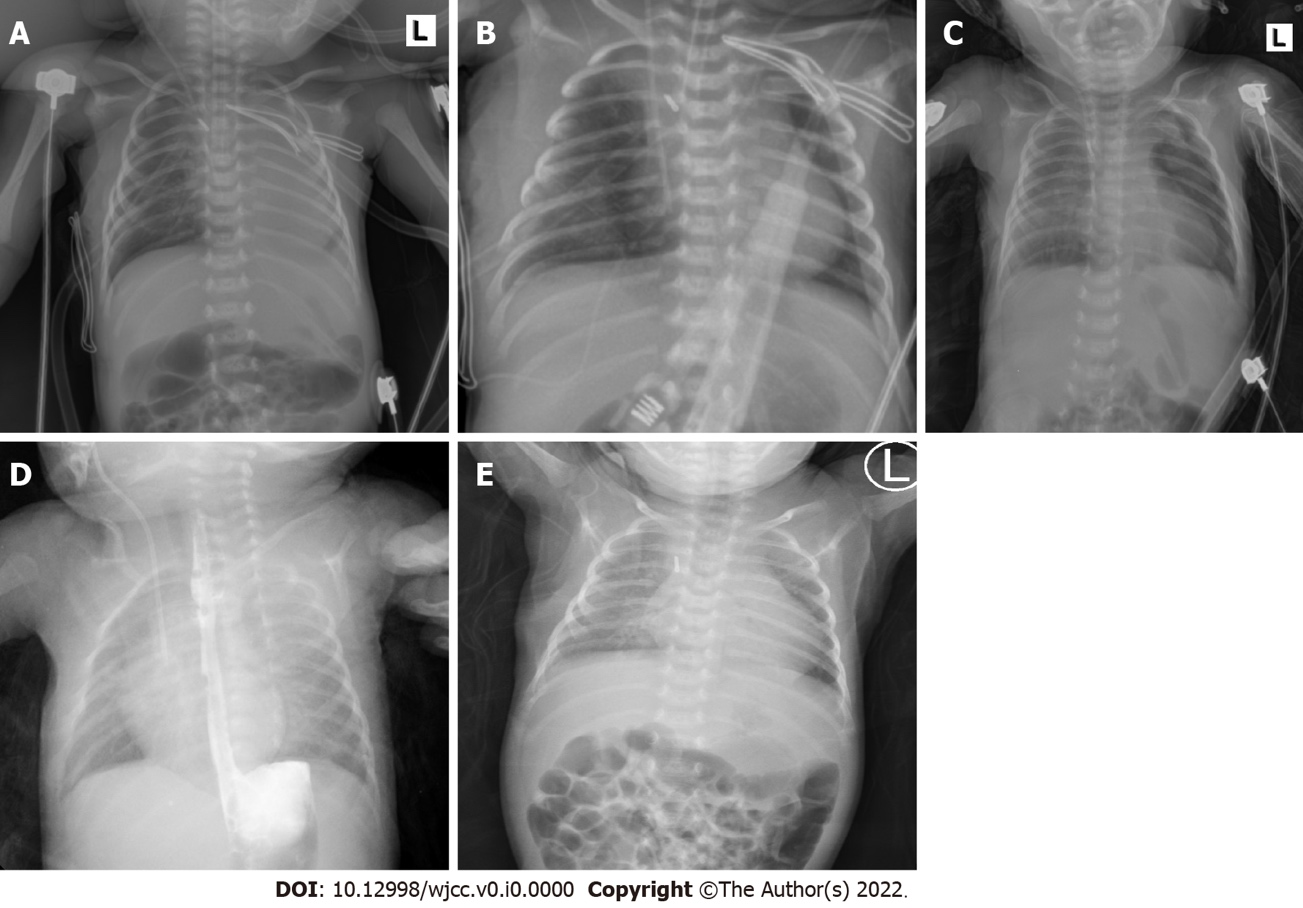 A
L
B
C
L
D
E
L
DOI: 10.12998/wjcc.v0.i0.0000 Copyright ©The Author(s) 2022.